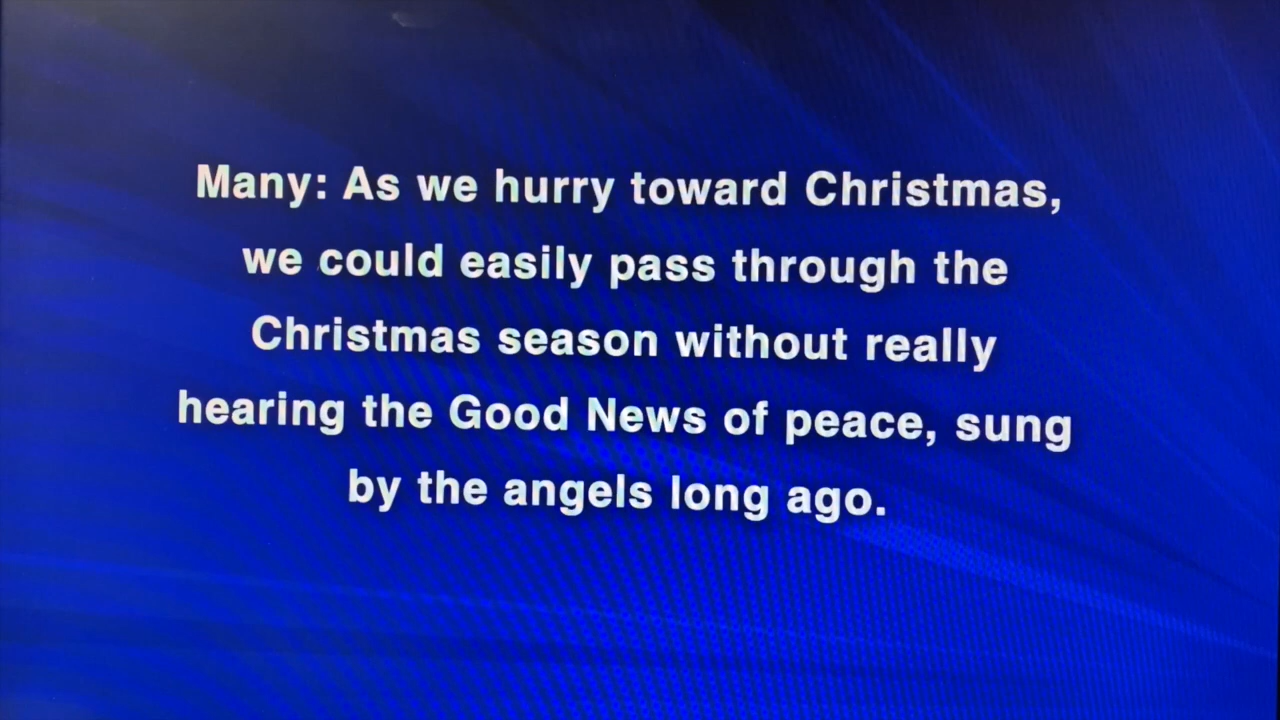 Many: As we hurry toward Christmas,
we could easily pass through the
Christmas season without really
hearing the Good News of peace, sung
by the angels long ago.